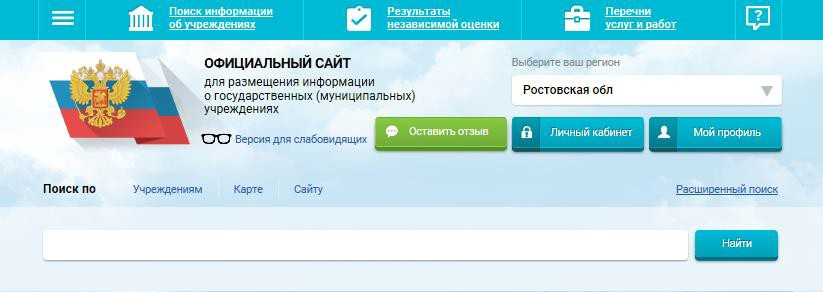 Поиск информации
об учреждениях
Результаты
независимой оценки
Перечни
услуг и работ
?
ОФИЦИАЛЬНЫЙ САЙТ
для размещения информации
о государственных (муниципальных)
учреждениях
Версия для слабовидящих
Выберите ваш регион
Ростовская обл
Оставить отзыв
Личный кабинет
Мой профиль
Поиск по
Учреждениям
Карте
Сайту
Расширенный поиск
Найти